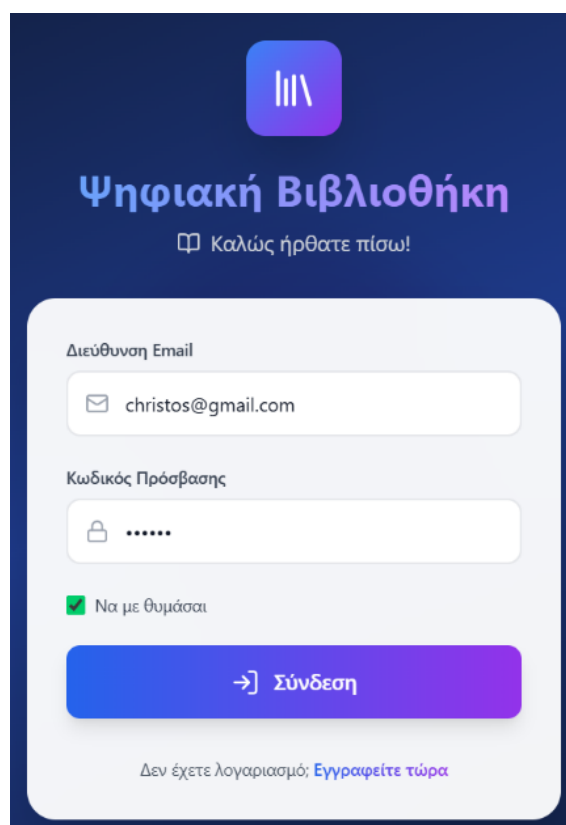 Ψηφιακή Βιβλιοθήκη
Καλώς ήρθατε πίσω!
Διεύθυνση Email
christos@gmail.com
Κωδικός Πρόσβασης
••••••
Να με θυμάσαι
Σύνδεση
Δεν έχετε λογαριασμό; Εγγραφείτε τώρα